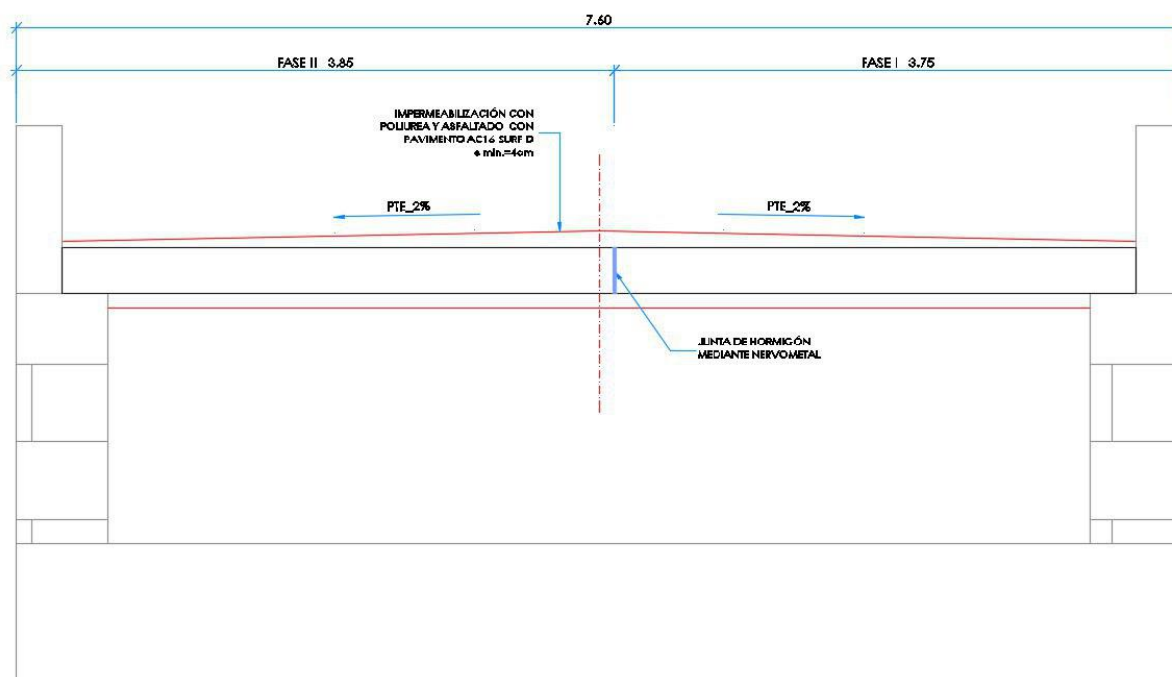 7.60
FASE II 3.85
FASE I 3.75
IMPERMEABILIZACIÓN CON
POLIUREA Y ASFALTADO CON
PAVIMENTO AC16 SURF D
e min.=4cm
PTE_2%
PTE_2%
JUNTA DE HORMIGÓN
MEDIANTE NERVOMETAL